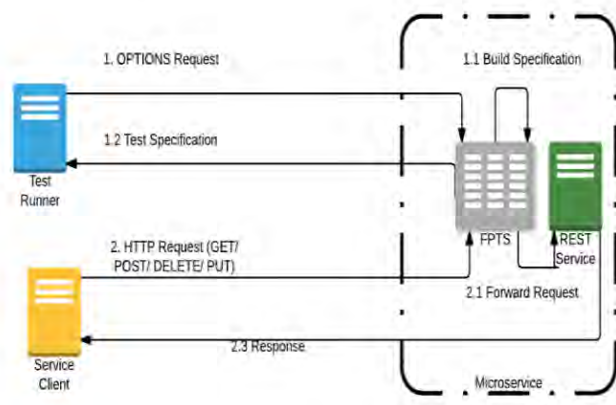 1. OPTIONS Request
1.1 Build Specification
1.2 Test Specification
Test
Runner
FPTS
REST
Service
2. HTTP Request (GET/
POST/ DELETE/ PUT)
2.1 Forward Request
2.3 Response
Service
Client
Microservice